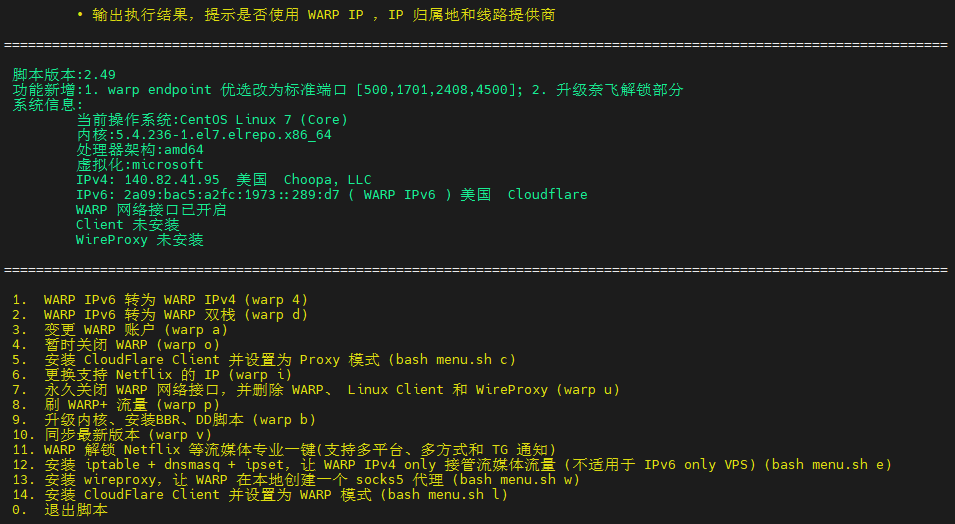 • 输出执行结果，提示是否使用 WARP IP ，IP 归属地和线路提供商
======================================================================================================================
脚本版本:2.49
功能新增:1. warp endpoint 优选改为标准端口 [500,1701,2408,4500]; 2. 升级奈飞解锁部分
系统信息:
当前操作系统:CentOS Linux 7 (Core)
内核:5.4.236-1.el7.elrepo.x86_64
处理器架构:amd64
虚拟化:microsoft
IPv4: 140.82.41.95 美国 Choopa, LLC
IPv6: 2a09:bac5:a2fc:1973::289:d7 ( WARP IPv6 ) 美国 Cloudflare
WARP 网络接口已开启
Client 未安装
WireProxy 未安装
======================================================================================================================
1. WARP IPv6 转为 WARP IPv4 (warp 4)
2. WARP IPv6 转为 WARP 双栈 (warp d)
3. 变更 WARP 账户 (warp a)
4. 暂时关闭 WARP (warp o)
5. 安装 CloudFlare Client 并设置为 Proxy 模式 (bash menu.sh c)
6. 更换支持 Netflix 的 IP (warp i)
7. 永久关闭 WARP 网络接口，并删除 WARP、 Linux Client 和 WireProxy (warp u)
8. 刷 WARP+ 流量 (warp p)
9. 升级内核、安装BBR、DD脚本 (warp b)
10. 同步最新版本 (warp v)
11. WARP 解锁 Netflix 等流媒体专业一键(支持多平台、多方式和 TG 通知)
12. 安装 iptable + dnsmasq + ipset，让 WARP IPv4 only 接管流媒体流量 (不适用于 IPv6 only VPS) (bash menu.sh e)
13. 安装 wireproxy，让 WARP 在本地创建一个 socks5 代理 (bash menu.sh w)
14. 安装 CloudFlare Client 并设置为 WARP 模式 (bash menu.sh l)
0. 退出脚本